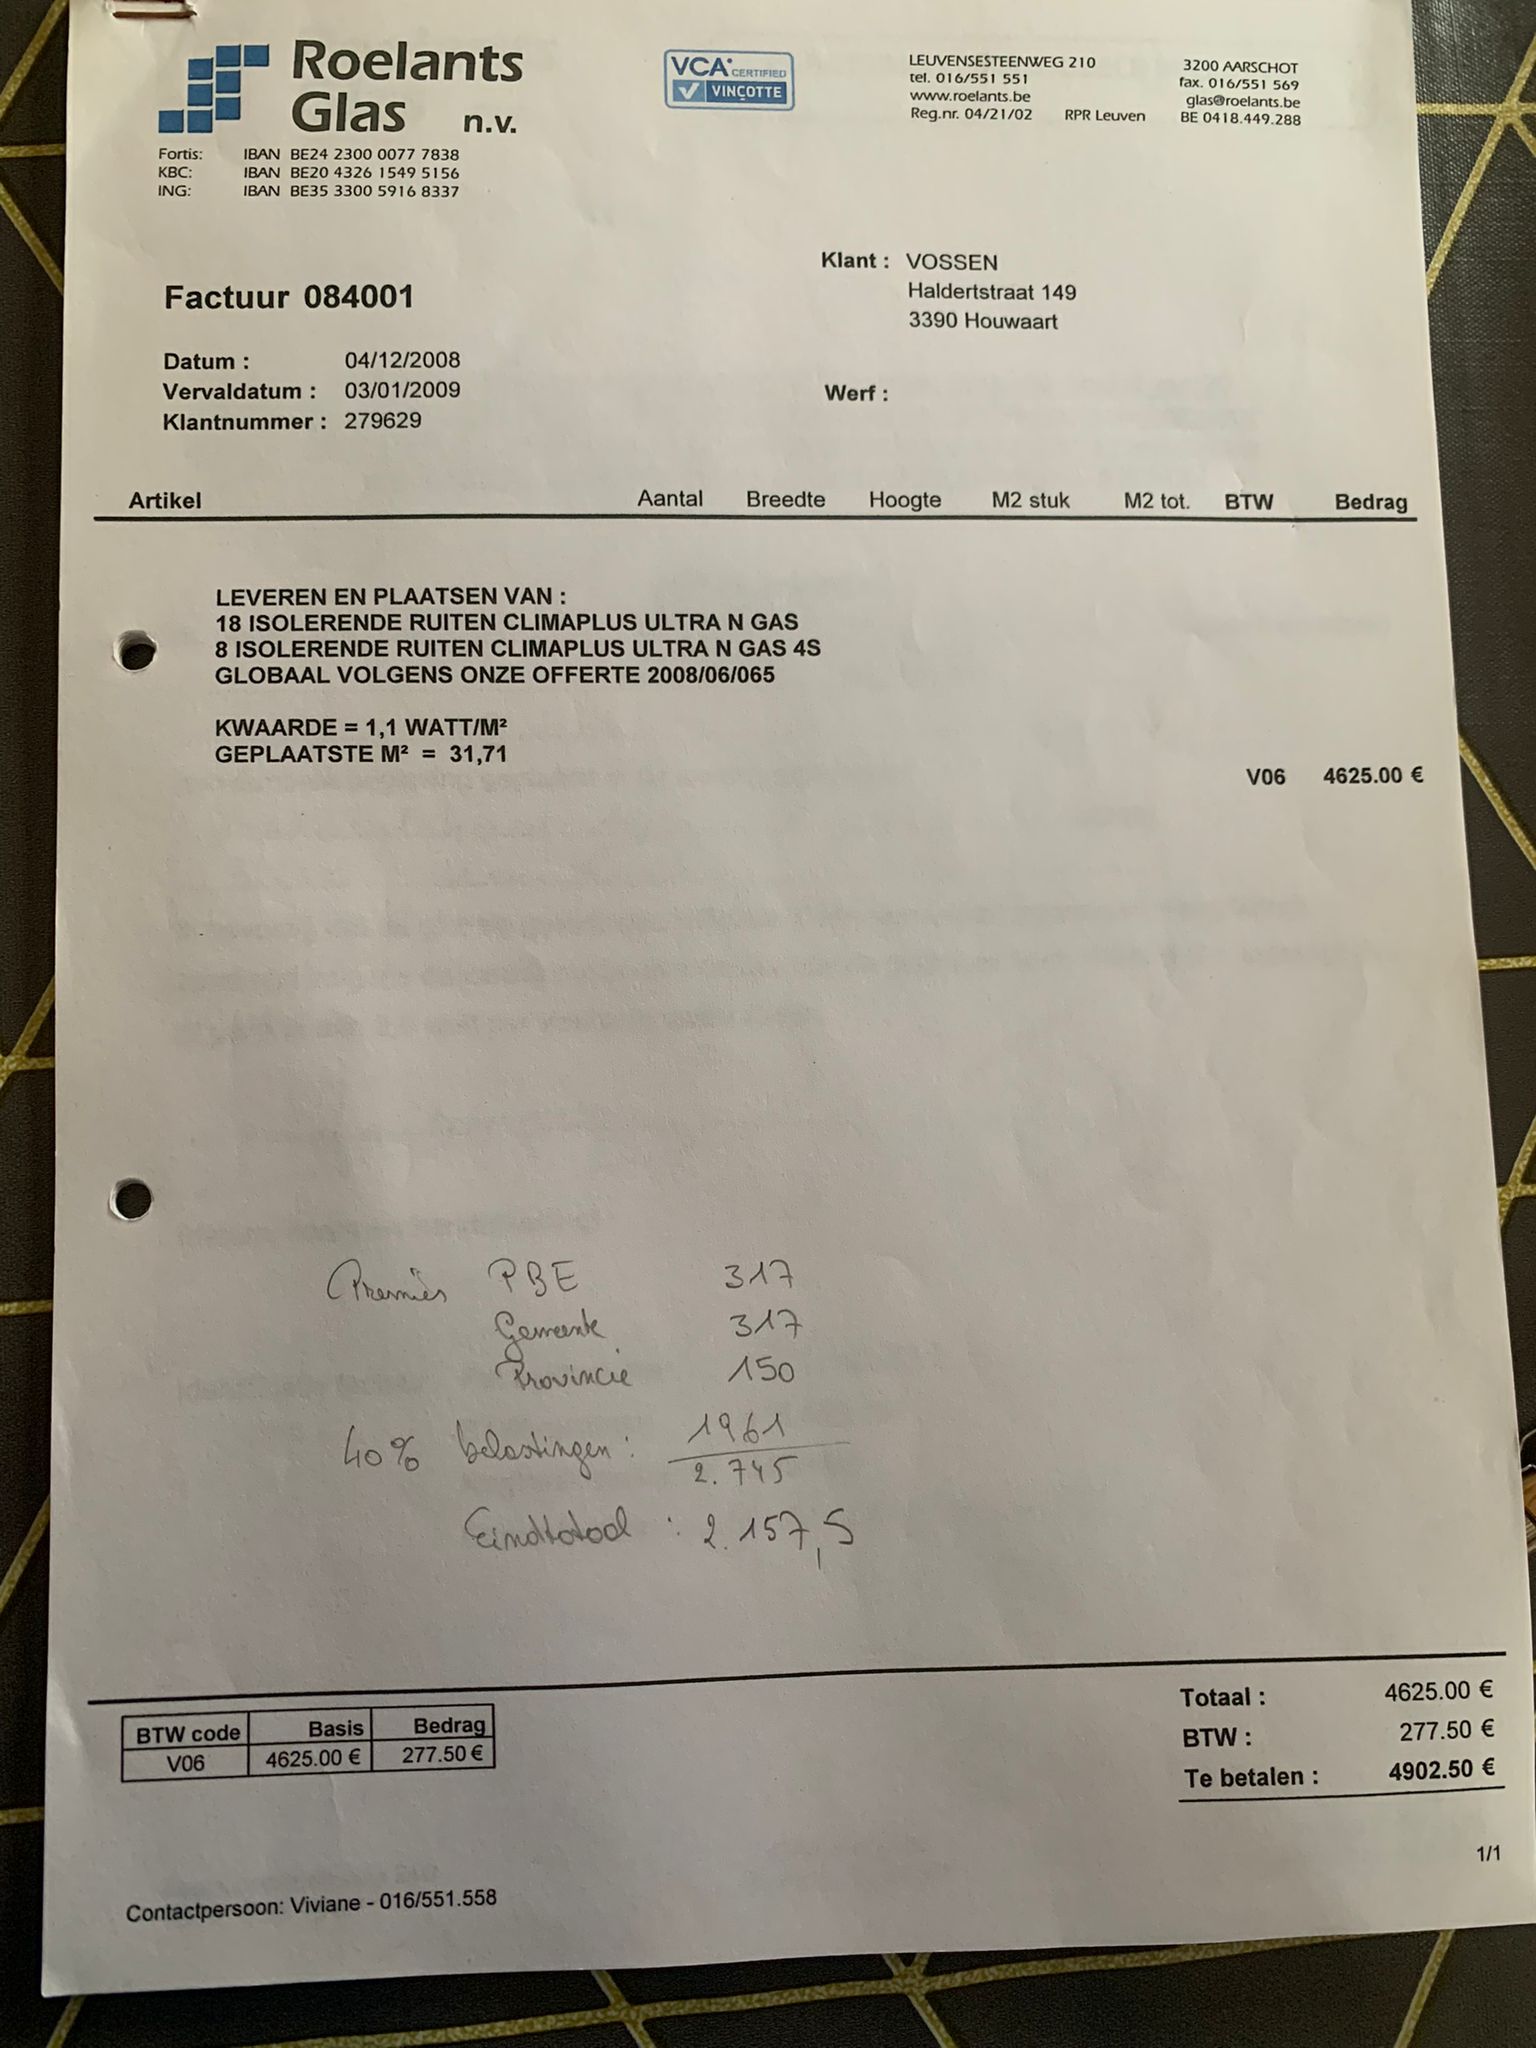 Roelants
Glas n.v.
VCA CERTIFIED
VINÇOTTE
LEUVENSESTEENWEG 210 3200 AARSCHOT
tel. 016/551 551 fax. 016/551 569
www.roelants.be glas@roelants.be
Reg.nr. 04/21/02 RPR Leuven BE 0418.449.288
Fortis: IBAN BE24 2300 0077 7838
KBC: IBAN BE20 4326 1549 5156
ING: IBAN BE35 3300 5916 8337
Klant : VOSSEN
Haldertstraat 149
3390 Houwaart
Factuur 084001
Datum : 04/12/2008
Vervaldatum : 03/01/2009
Klantnummer : 279629
Werf :
Artikel Aantal Breedte Hoogte M2 stuk M2 tot. BTW Bedrag
LEVEREN EN PLAATSEN VAN :
18 ISOLERENDE RUITEN CLIMAPLUS ULTRA N GAS
8 ISOLERENDE RUITEN CLIMAPLUS ULTRA N GAS 4S
GLOBAAL VOLGENS ONZE OFFERTE 2008/06/065
KWAARDE = 1,1 WATT/M²
GEPLAATSTE M² = 31,71
V06 4625.00 €
Premies PBE 317
Gemeente 317
Provincie 150
40% belastingen : 1961
2.745
Eindtotaal : 2.157,5
BTW code Basis Bedrag
V06 4625.00 € 277.50 €
Totaal : 4625.00 €
BTW : 277.50 €
Te betalen : 4902.50 €
1/1
Contactpersoon: Viviane - 016/551.558